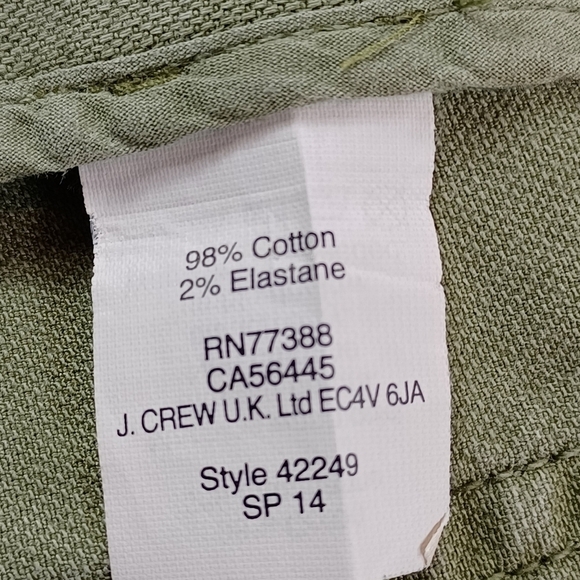 98% Cotton
2% Elastane
RN77388
CA56445
J. CREW U.K. Ltd EC4V 6JA
Style 42249
SP 14